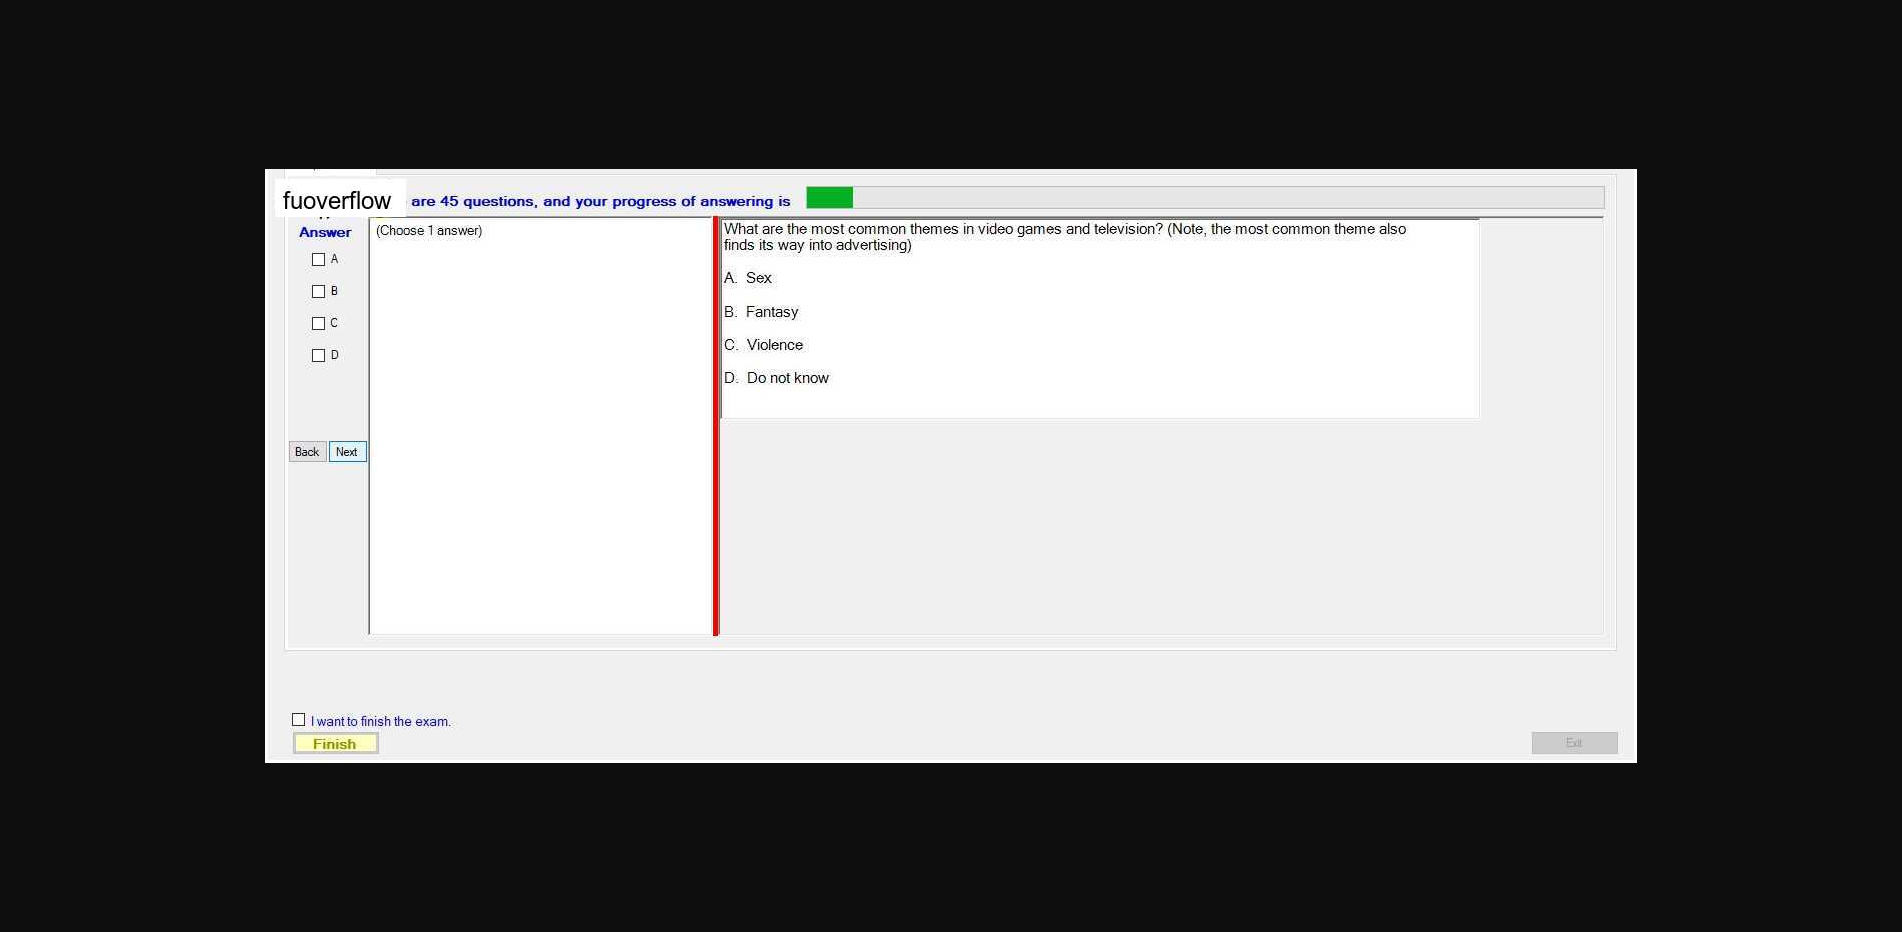 fuoverflow are 45 questions, and your progress of answering is
Answer
(Choose 1 answer)
A
B
C
D
Back Next
What are the most common themes in video games and television? (Note, the most common theme also
finds its way into advertising)
A. Sex
B. Fantasy
C. Violence
D. Do not know
I want to finish the exam.
Finish
Exit